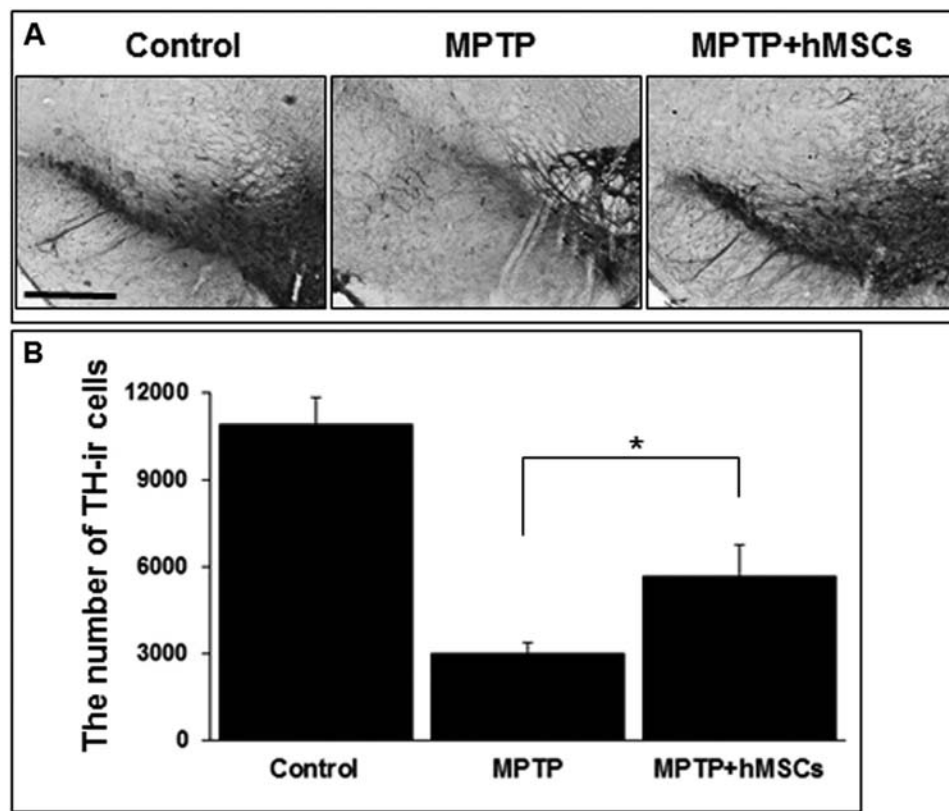 A
Control
MPTP
MPTP+hMSCs
B
The number of TH-ir cells
12000
9000
6000
3000
0
*
Control
MPTP
MPTP+hMSCs